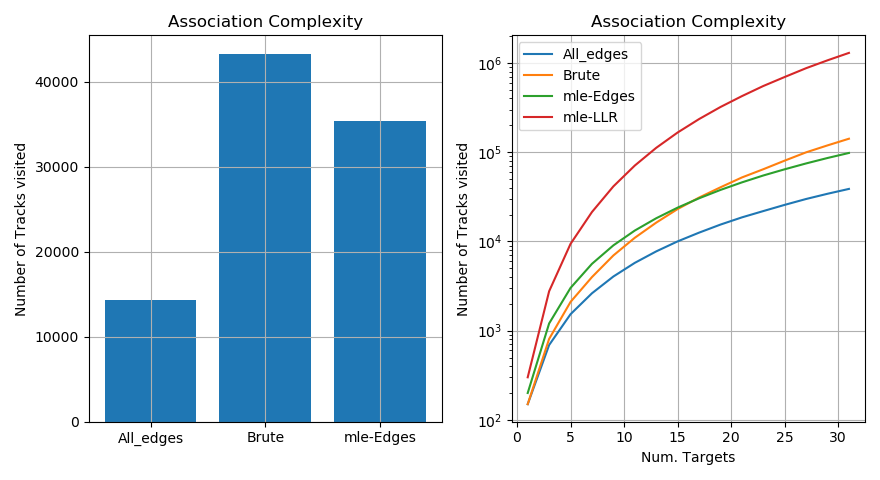 Association Complexity
Number of Tracks visited
40000
30000
20000
10000
0
All_edges Brute mle-Edges
Association Complexity
Number of Tracks visited
10^6
10^5
10^4
10^3
10^2
All_edges
Brute
mle-Edges
mle-LLR
0 5 10 15 20 25 30
Num. Targets